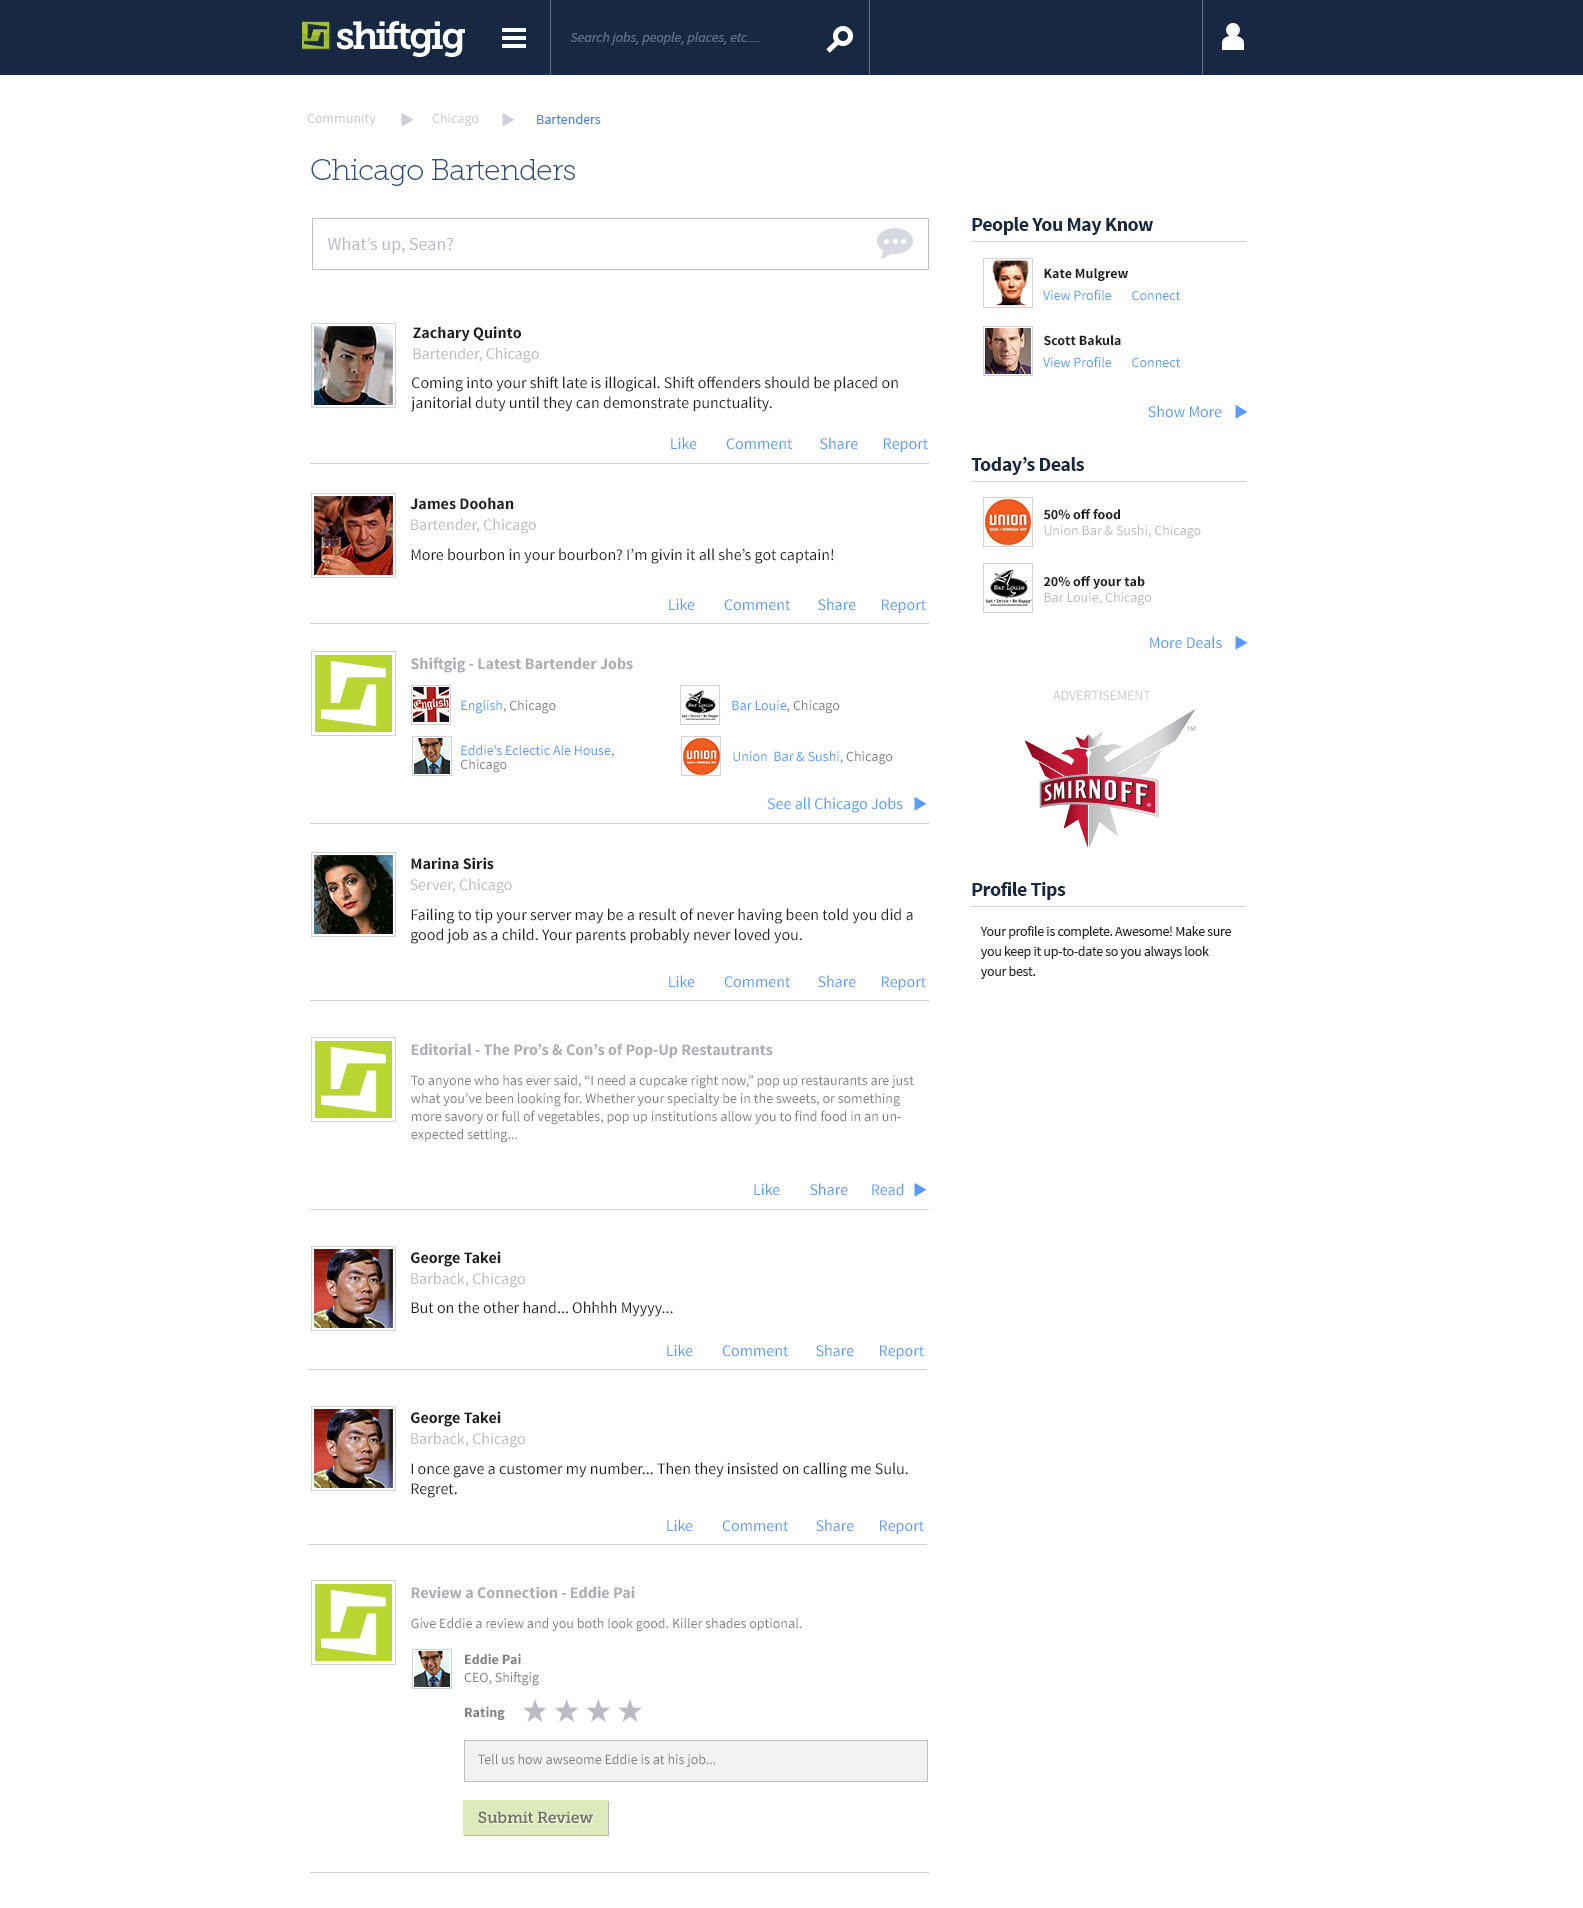 shiftgig
Search jobs, people, places, etc....
Community
Chicago
Bartenders
Chicago Bartenders
What's up, Sean?
Zachary Quinto
Bartender, Chicago
Coming into your shift late is illogical. Shift offenders should be placed on
janitorial duty until they can demonstrate punctuality.
Like Comment Share Report
James Doohan
Bartender, Chicago
More bourbon in your bourbon? I'm givin it all she's got captain!
Like Comment Share Report
Shiftgig - Latest Bartender Jobs
English
English, Chicago
Bar Louie
Bar Louie, Chicago
Eddie's Eclectic Ale House,
Chicago
UNION
Union Bar & Sushi, Chicago
See all Chicago Jobs
Marina Siris
Server, Chicago
Failing to tip your server may be a result of never having been told you did a
good job as a child. Your parents probably never loved you.
Like Comment Share Report
Editorial - The Pro's & Con's of Pop-Up Restautrants
To anyone who has ever said, “I need a cupcake right now,” pop up restaurants are just
what you've been looking for. Whether your specialty be in the sweets, or something
more savory or full of vegetables, pop up institutions allow you to find food in an un-
expected setting...
Like Share Read
George Takei
Barback, Chicago
But on the other hand... Ohhhh Myyyy...
Like Comment Share Report
George Takei
Barback, Chicago
I once gave a customer my number... Then they insisted on calling me Sulu.
Regret.
Like Comment Share Report
Review a Connection - Eddie Pai
Give Eddie a review and you both look good. Killer shades optional.
Eddie Pai
CEO, Shiftgig
Rating
Tell us how awseome Eddie is at his job...
Submit Review
People You May Know
Kate Mulgrew
View Profile Connect
Scott Bakula
View Profile Connect
Show More
Today's Deals
UNION
50% off food
Union Bar & Sushi, Chicago
Bar Louie
Eat • Drink • Be Happy
20% off your tab
Bar Louie, Chicago
More Deals
ADVERTISEMENT
TM
SMIRNOFF®
Profile Tips
Your profile is complete. Awesome! Make sure
you keep it up-to-date so you always look
your best.